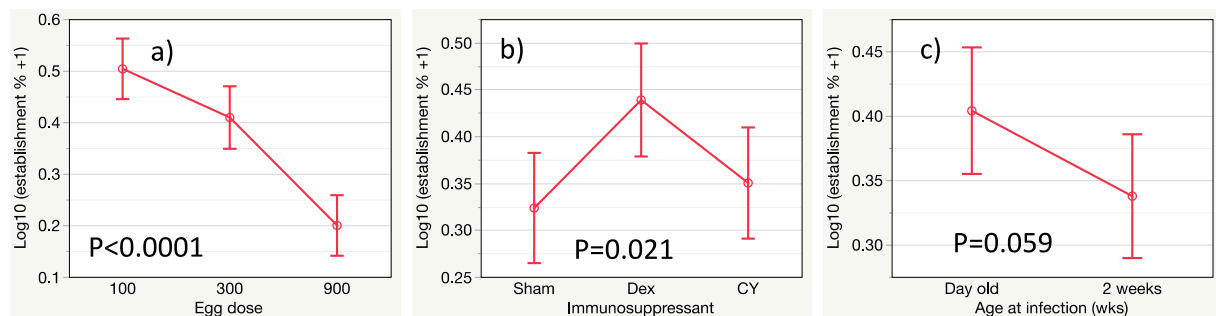 a)
Log10 (establishment % +1)
0.6
0.5
0.4
0.3
0.2
0.1
P<0.0001
100 300 900
Egg dose
b)
Log10 (establishment % +1)
0.50
0.45
0.40
0.35
0.30
0.25
P=0.021
Sham Dex CY
Immunosuppressant
c)
Log10 (establishment % +1)
0.45
0.40
0.35
0.30
P=0.059
Day old 2 weeks
Age at infection (wks)